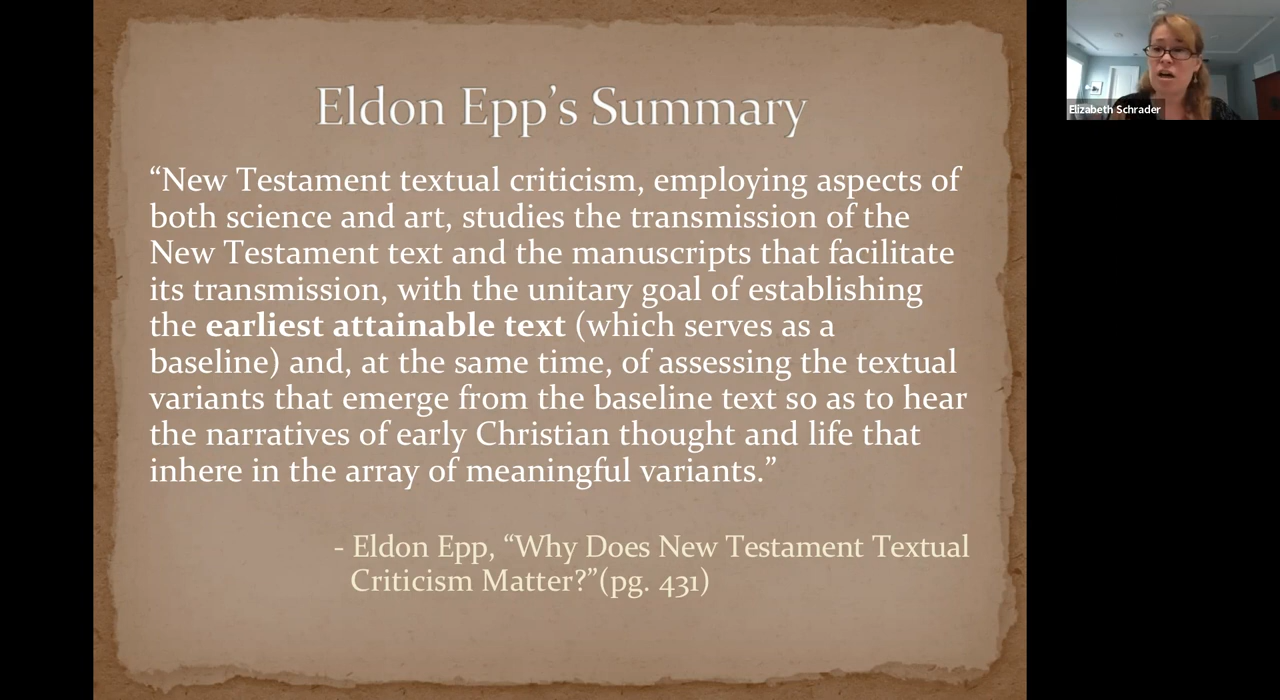 Eldon Epp’s Summary
“New Testament textual criticism, employing aspects of
both science and art, studies the transmission of the
New Testament text and the manuscripts that facilitate
its transmission, with the unitary goal of establishing
the earliest attainable text (which serves as a
baseline) and, at the same time, of assessing the textual
variants that emerge from the baseline text so as to hear
the narratives of early Christian thought and life that
inhere in the array of meaningful variants.”
- Eldon Epp, “Why Does New Testament Textual
Criticism Matter?”(pg. 431)
Elizabeth Schrader